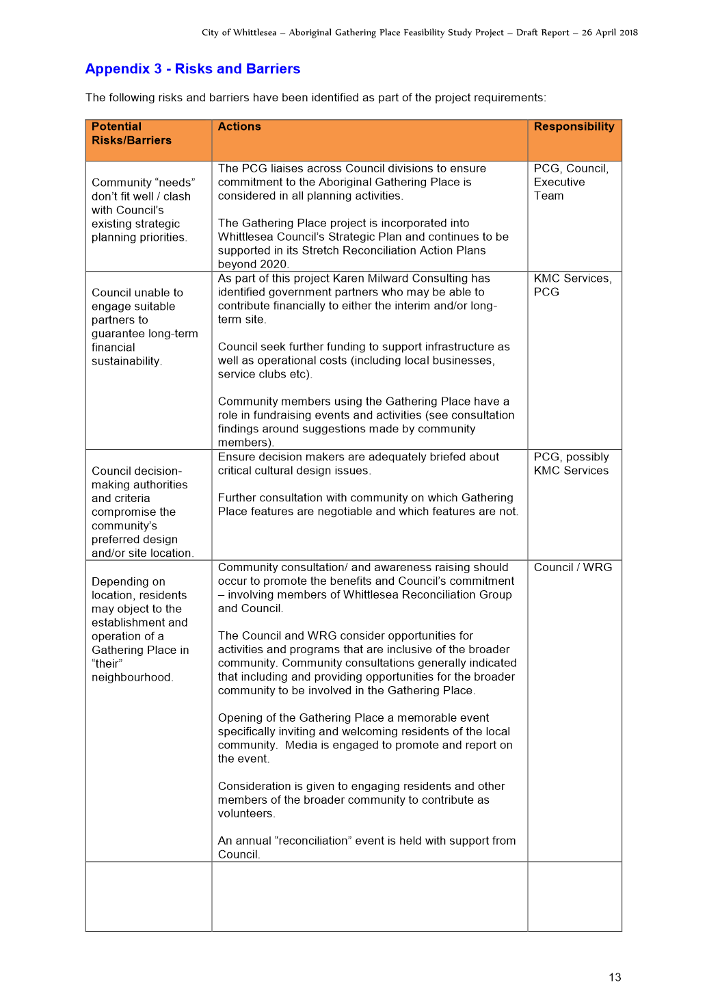 City of Whittlesea – Aboriginal Gathering Place Feasibility Study Project – Draft Report – 26 April 2018
Appendix 3 - Risks and Barriers
The following risks and barriers have been identified as part of the project requirements:
Potential
Risks/Barriers
Actions
Responsibility
Community “needs”
don’t fit well / clash
with Council’s
existing strategic
planning priorities.
The PCG liaises across Council divisions to ensure
commitment to the Aboriginal Gathering Place is
considered in all planning activities.
The Gathering Place project is incorporated into
Whittlesea Council’s Strategic Plan and continues to be
supported in its Stretch Reconciliation Action Plans
beyond 2020.
PCG, Council,
Executive
Team
Council unable to
engage suitable
partners to
guarantee long-term
financial
sustainability.
As part of this project Karen Milward Consulting has
identified government partners who may be able to
contribute financially to either the interim and/or long-
term site.
Council seek further funding to support infrastructure as
well as operational costs (including local businesses,
service clubs etc).
Community members using the Gathering Place have a
role in fundraising events and activities (see consultation
findings around suggestions made by community
members).
KMC Services,
PCG
Council decision-
making authorities
and criteria
compromise the
community’s
preferred design
and/or site location.
Ensure decision makers are adequately briefed about
critical cultural design issues.
Further consultation with community on which Gathering
Place features are negotiable and which features are not.
PCG, possibly
KMC Services
Depending on
location, residents
may object to the
establishment and
operation of a
Gathering Place in
“their”
neighbourhood.
Community consultation/ and awareness raising should
occur to promote the benefits and Council’s commitment
– involving members of Whittlesea Reconciliation Group
and Council.
The Council and WRG consider opportunities for
activities and programs that are inclusive of the broader
community. Community consultations generally indicated
that including and providing opportunities for the broader
community to be involved in the Gathering Place.
Opening of the Gathering Place a memorable event
specifically inviting and welcoming residents of the local
community.  Media is engaged to promote and report on
the event.
Consideration is given to engaging residents and other
members of the broader community to contribute as
volunteers.
An annual “reconciliation” event is held with support from
Council.
Council / WRG
13